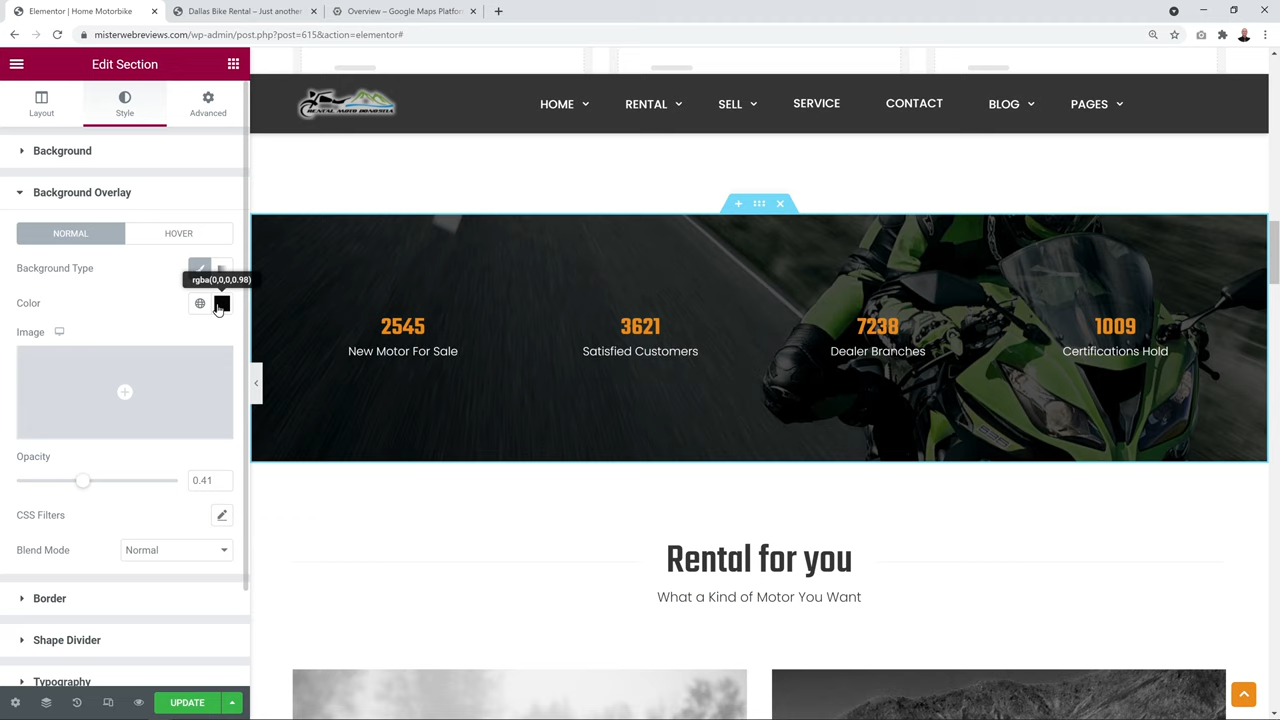 Elementor | Home Motorbike
Dallas Bike Rental – Just another
Overview – Google Maps Platfor
misterwebreviews.com/wp-admin/post.php?post=615&action=elementor#
Edit Section
Layout
Style
Advanced
Background
Background Overlay
NORMAL
HOVER
Background Type
rgba(0,0,0,0.98)
Color
Image
Opacity
0.41
CSS Filters
Blend Mode
Normal
Border
Shape Divider
Typography
UPDATE
RENTAL MOTO DONOSTIA
HOME
RENTAL
SELL
SERVICE
CONTACT
BLOG
PAGES
2545
New Motor For Sale
3621
Satisfied Customers
7238
Dealer Branches
1009
Certifications Hold
Rental for you
What a Kind of Motor You Want